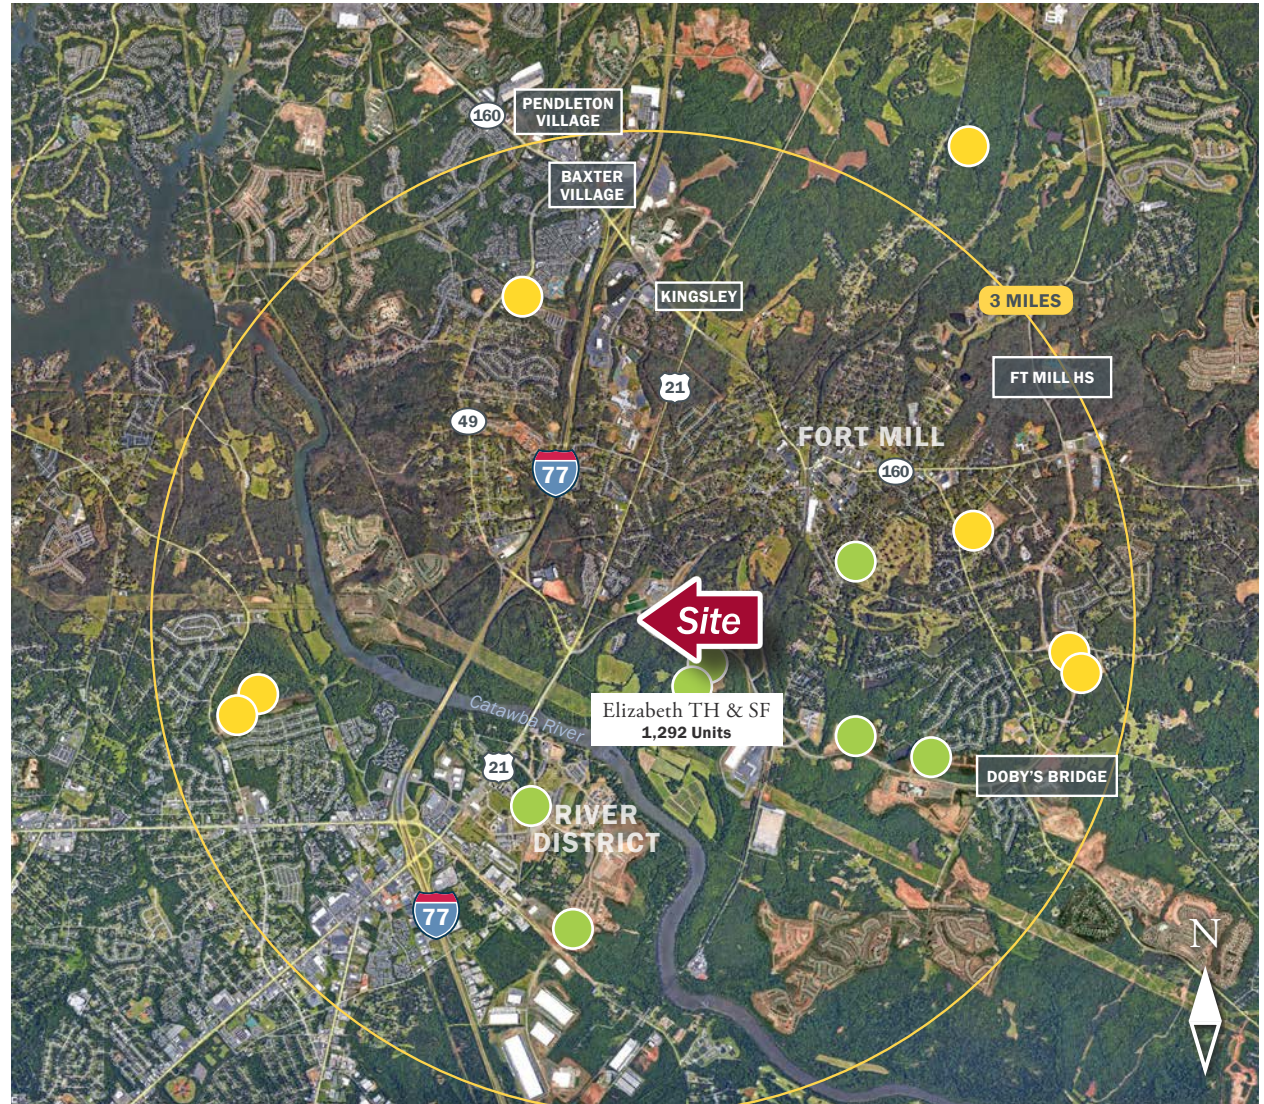 PENDLETON
VILLAGE
160
BAXTER
VILLAGE
KINGSLEY
3 MILES
FT MILL HS
21
49
FORT MILL
77
160
Site
Elizabeth TH & SF
1,292 Units
Catawba River
21
DOBY'S BRIDGE
RIVER
DISTRICT
77
N